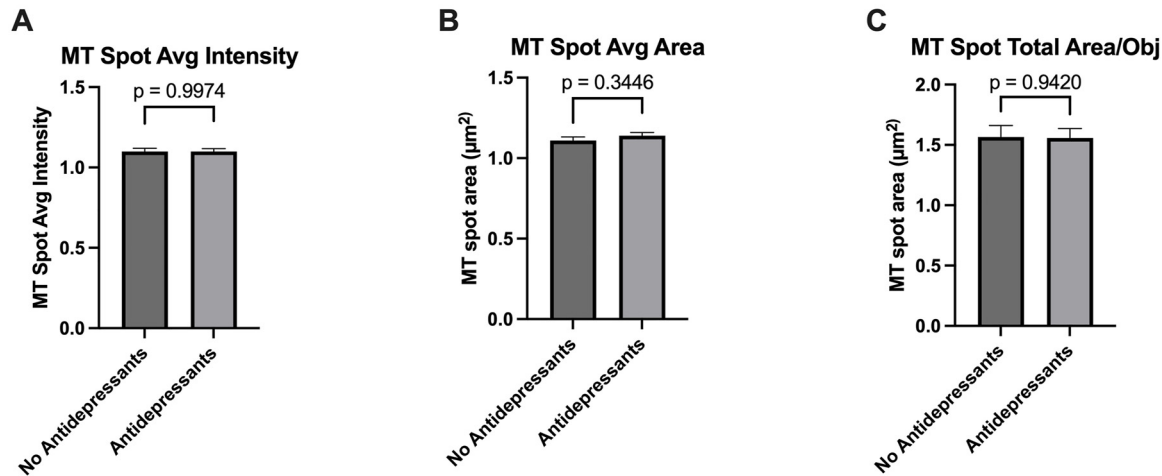 A
MT Spot Avg Intensity
p = 0.9974
MT Spot Avg Intensity
1.5
1.0
0.5
0.0
No Antidepressants
Antidepressants
B
MT Spot Avg Area
p = 0.3446
MT spot area (µm²)
1.5
1.0
0.5
0.0
No Antidepressants
Antidepressants
C
MT Spot Total Area/Obj
p = 0.9420
MT spot area (µm²)
2.0
1.5
1.0
0.5
0.0
No Antidepressants
Antidepressants